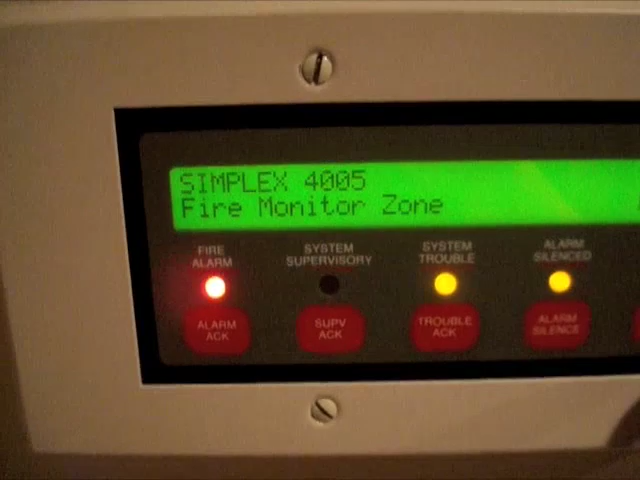 SIMPLEX 4005
Fire Monitor Zone
FIRE ALARM
SYSTEM SUPERVISORY
SYSTEM TROUBLE
ALARM SILENCED
ALARM ACK
SUPV ACK
TROUBLE ACK
ALARM SILENCE